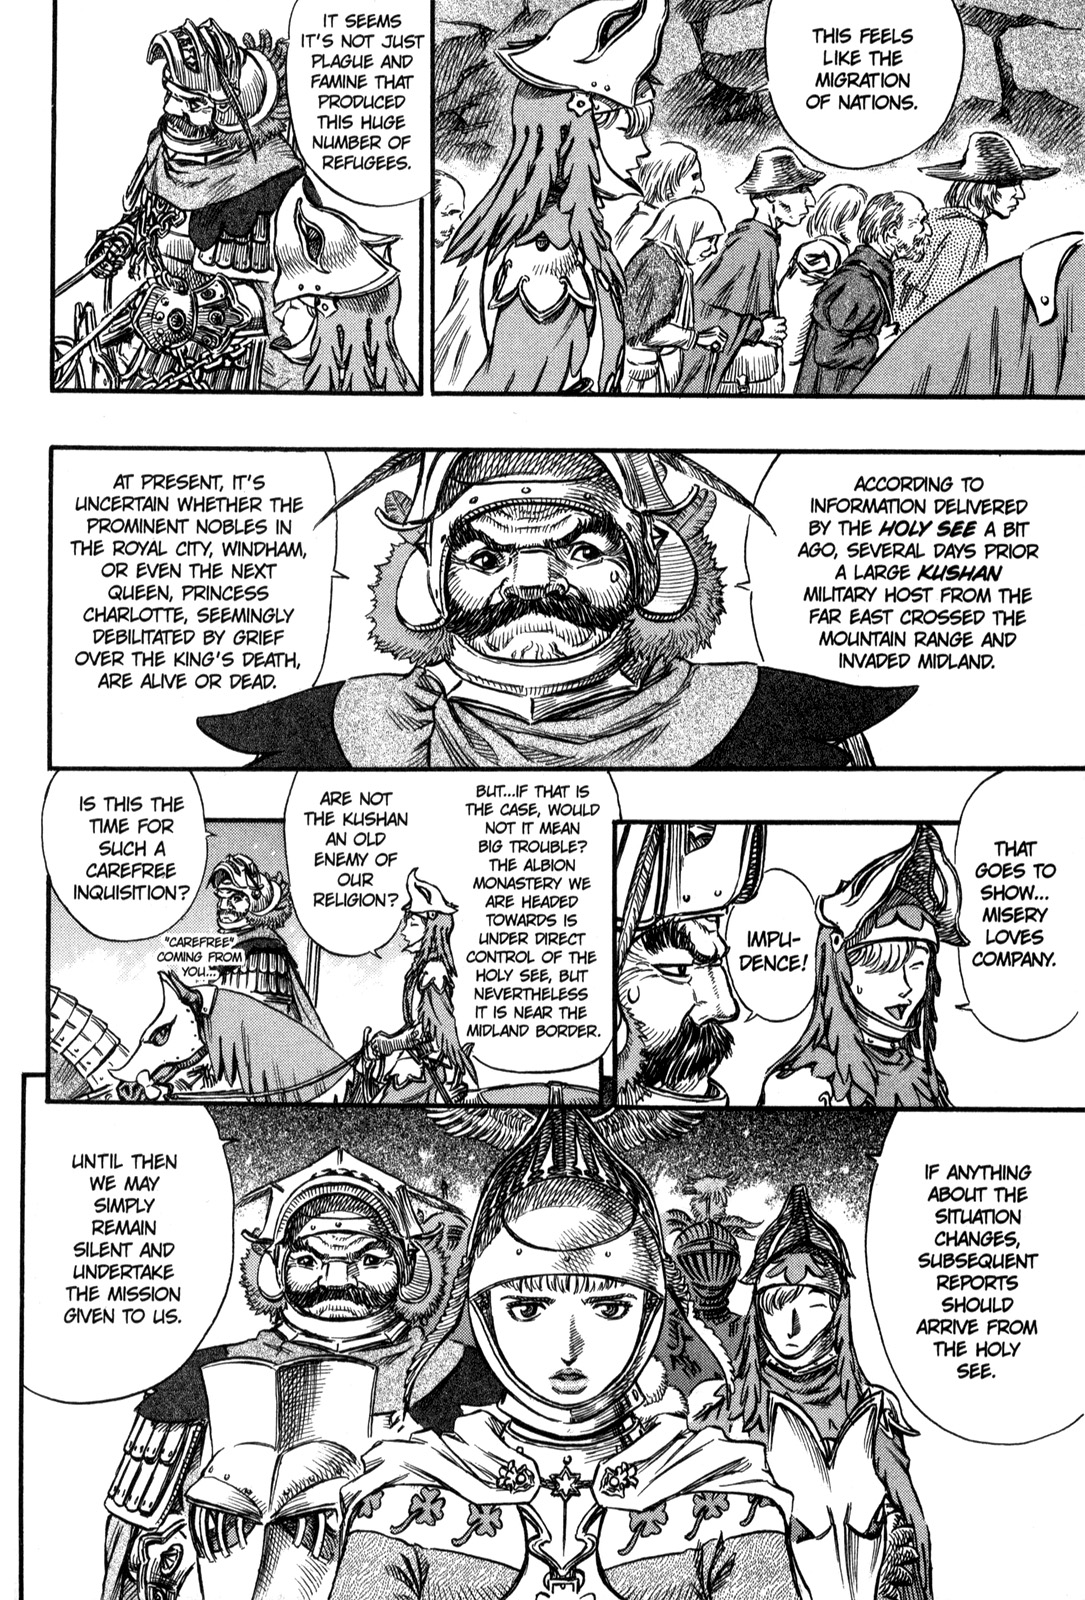 THIS FEELS
LIKE THE
MIGRATION
OF NATIONS.
IT SEEMS
IT'S NOT JUST
PLAGUE AND
FAMINE THAT
PRODUCED
THIS HUGE
NUMBER OF
REFUGEES.
ACCORDING TO
INFORMATION DELIVERED
BY THE HOLY SEE A BIT
AGO, SEVERAL DAYS PRIOR
A LARGE KUSHAN
MILITARY HOST FROM THE
FAR EAST CROSSED THE
MOUNTAIN RANGE AND
INVADED MIDLAND.
AT PRESENT, IT'S
UNCERTAIN WHETHER THE
PROMINENT NOBLES IN
THE ROYAL CITY, WINDHAM,
OR EVEN THE NEXT
QUEEN, PRINCESS
CHARLOTTE, SEEMINGLY
DEBILITATED BY GRIEF
OVER THE KING'S DEATH,
ARE ALIVE OR DEAD.
THAT
GOES TO
SHOW...
MISERY
LOVES
COMPANY.
IMPU-
DENCE!
BUT...IF THAT IS
THE CASE, WOULD
NOT IT MEAN
BIG TROUBLE?
THE ALBION
MONASTERY WE
ARE HEADED
TOWARDS IS
UNDER DIRECT
CONTROL OF THE
HOLY SEE, BUT
NEVERTHELESS
IT IS NEAR THE
MIDLAND BORDER.
ARE NOT
THE KUSHAN
AN OLD
ENEMY OF
OUR
RELIGION?
IS THIS THE
TIME FOR
SUCH A
CAREFREE
INQUISITION?
"CAREFREE"
COMING FROM
YOU...
IF ANYTHING
ABOUT THE
SITUATION
CHANGES,
SUBSEQUENT
REPORTS
SHOULD
ARRIVE FROM
THE HOLY
SEE.
UNTIL THEN
WE MAY
SIMPLY
REMAIN
SILENT AND
UNDERTAKE
THE MISSION
GIVEN TO US.